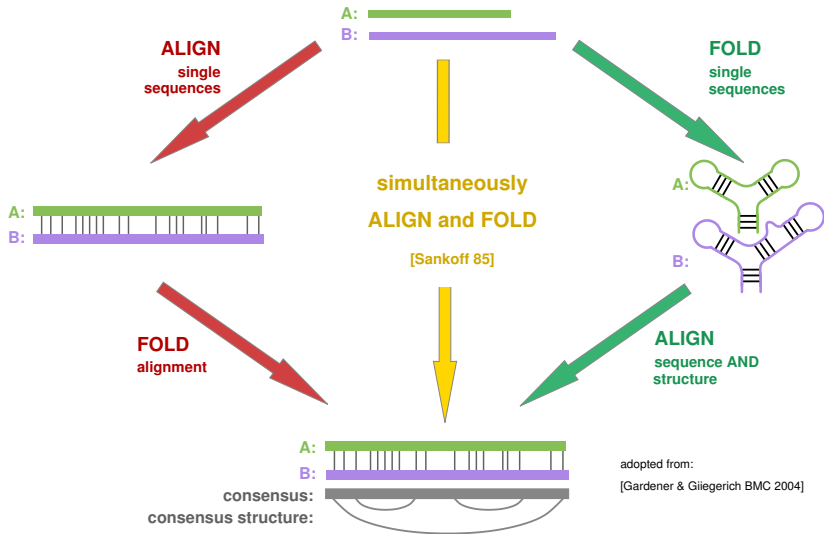 A:
B:
ALIGN
single
sequences
FOLD
single
sequences
simultaneously
ALIGN and FOLD
[Sankoff 85]
A:
B:
A:
B:
FOLD
alignment
ALIGN
sequence AND
structure
A:
B:
consensus:
consensus structure:
adopted from:
[Gardener & Giiegerich BMC 2004]